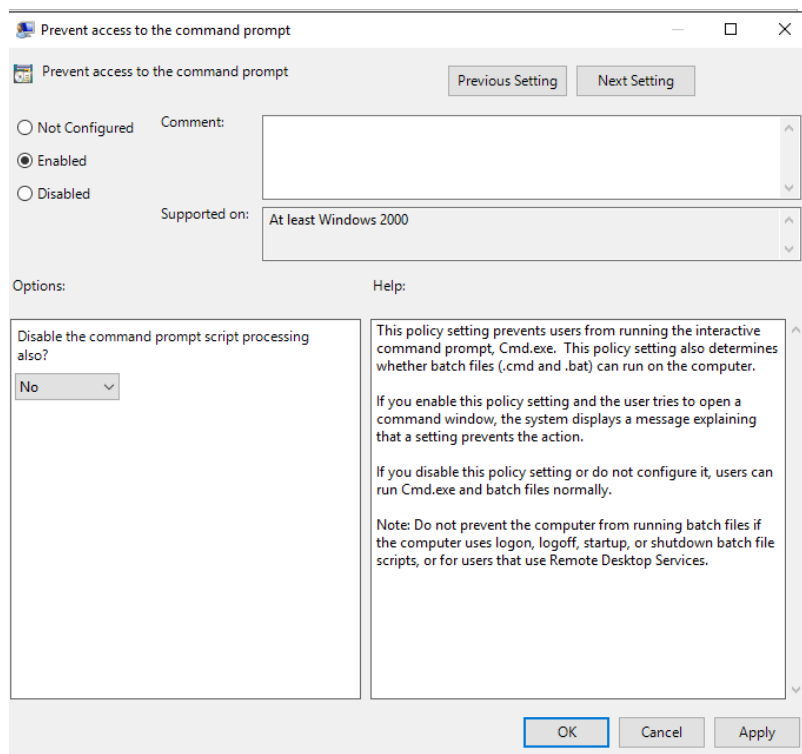 Prevent access to the command prompt
Prevent access to the command prompt
Previous Setting
Next Setting
Not Configured
Comment:
Enabled
Disabled
Supported on:
At least Windows 2000
Options:
Help:
Disable the command prompt script processing
also?
No
This policy setting prevents users from running the interactive
command prompt, Cmd.exe.  This policy setting also determines
whether batch files (.cmd and .bat) can run on the computer.
If you enable this policy setting and the user tries to open a
command window, the system displays a message explaining
that a setting prevents the action.
If you disable this policy setting or do not configure it, users can
run Cmd.exe and batch files normally.
Note: Do not prevent the computer from running batch files if
the computer uses logon, logoff, startup, or shutdown batch file
scripts, or for users that use Remote Desktop Services.
OK
Cancel
Apply